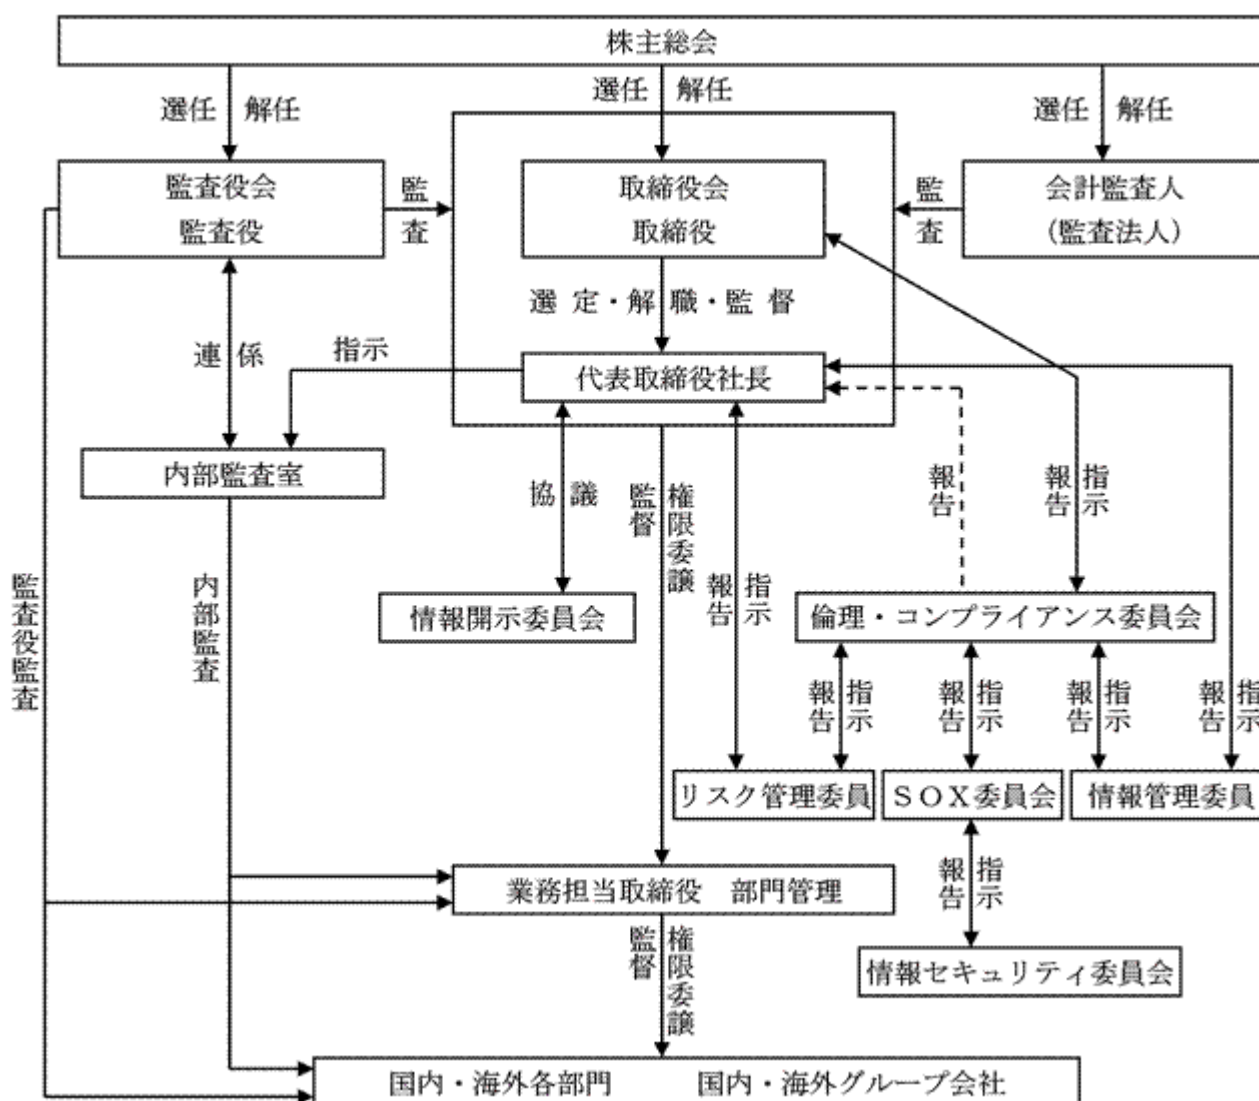 株主総会
選任 解任
選任 解任
選任 解任
監査役会
監査役
監査
取締役会
取締役
監査
会計監査人
(監査法人)
選定・解職・監督
連係
指示
代表取締役社長
内部監査室
協議
監督
権限委譲
報告
報告
指示
報告
指示
情報開示委員会
倫理・コンプライアンス委員会
監査役監査
内部監査
報告
指示
報告
指示
報告
指示
報告
指示
リスク管理委員
SOX委員会
情報管理委員
報告
指示
業務担当取締役 部門管理
監督
権限委譲
情報セキュリティ委員会
国内・海外各部門 国内・海外グループ会社